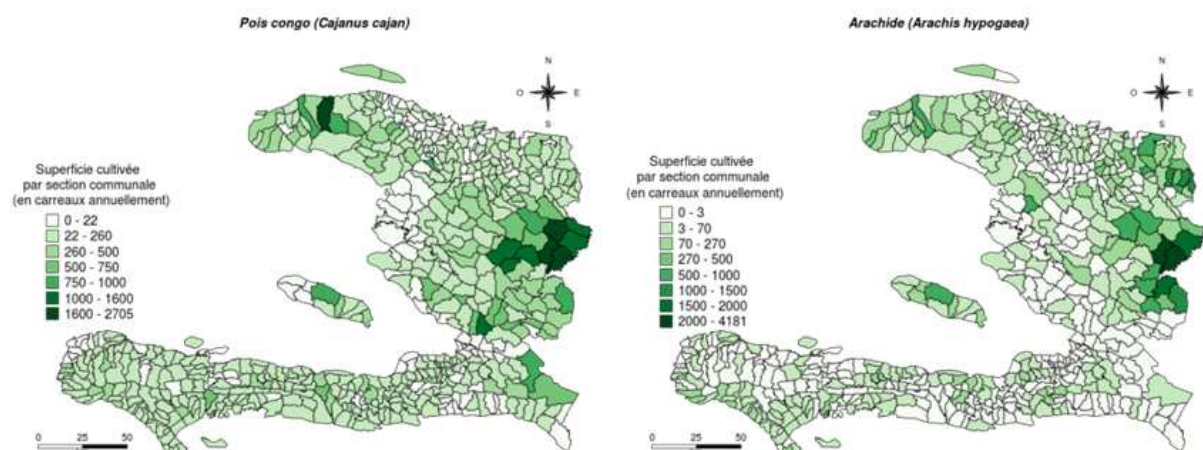 Pois congo (Cajanus cajan)
N
O
E
S
Superficie cultivée
par section communale
(en carreaux annuellement)
0 - 22
22 - 260
260 - 500
500 - 750
750 - 1000
1000 - 1600
1600 - 2705
0 25 50
Arachide (Arachis hypogaea)
N
O
E
S
Superficie cultivée
par section communale
(en carreaux annuellement)
0 - 3
3 - 70
70 - 270
270 - 500
500 - 1000
1000 - 1500
1500 - 2000
2000 - 4181
0 25 50